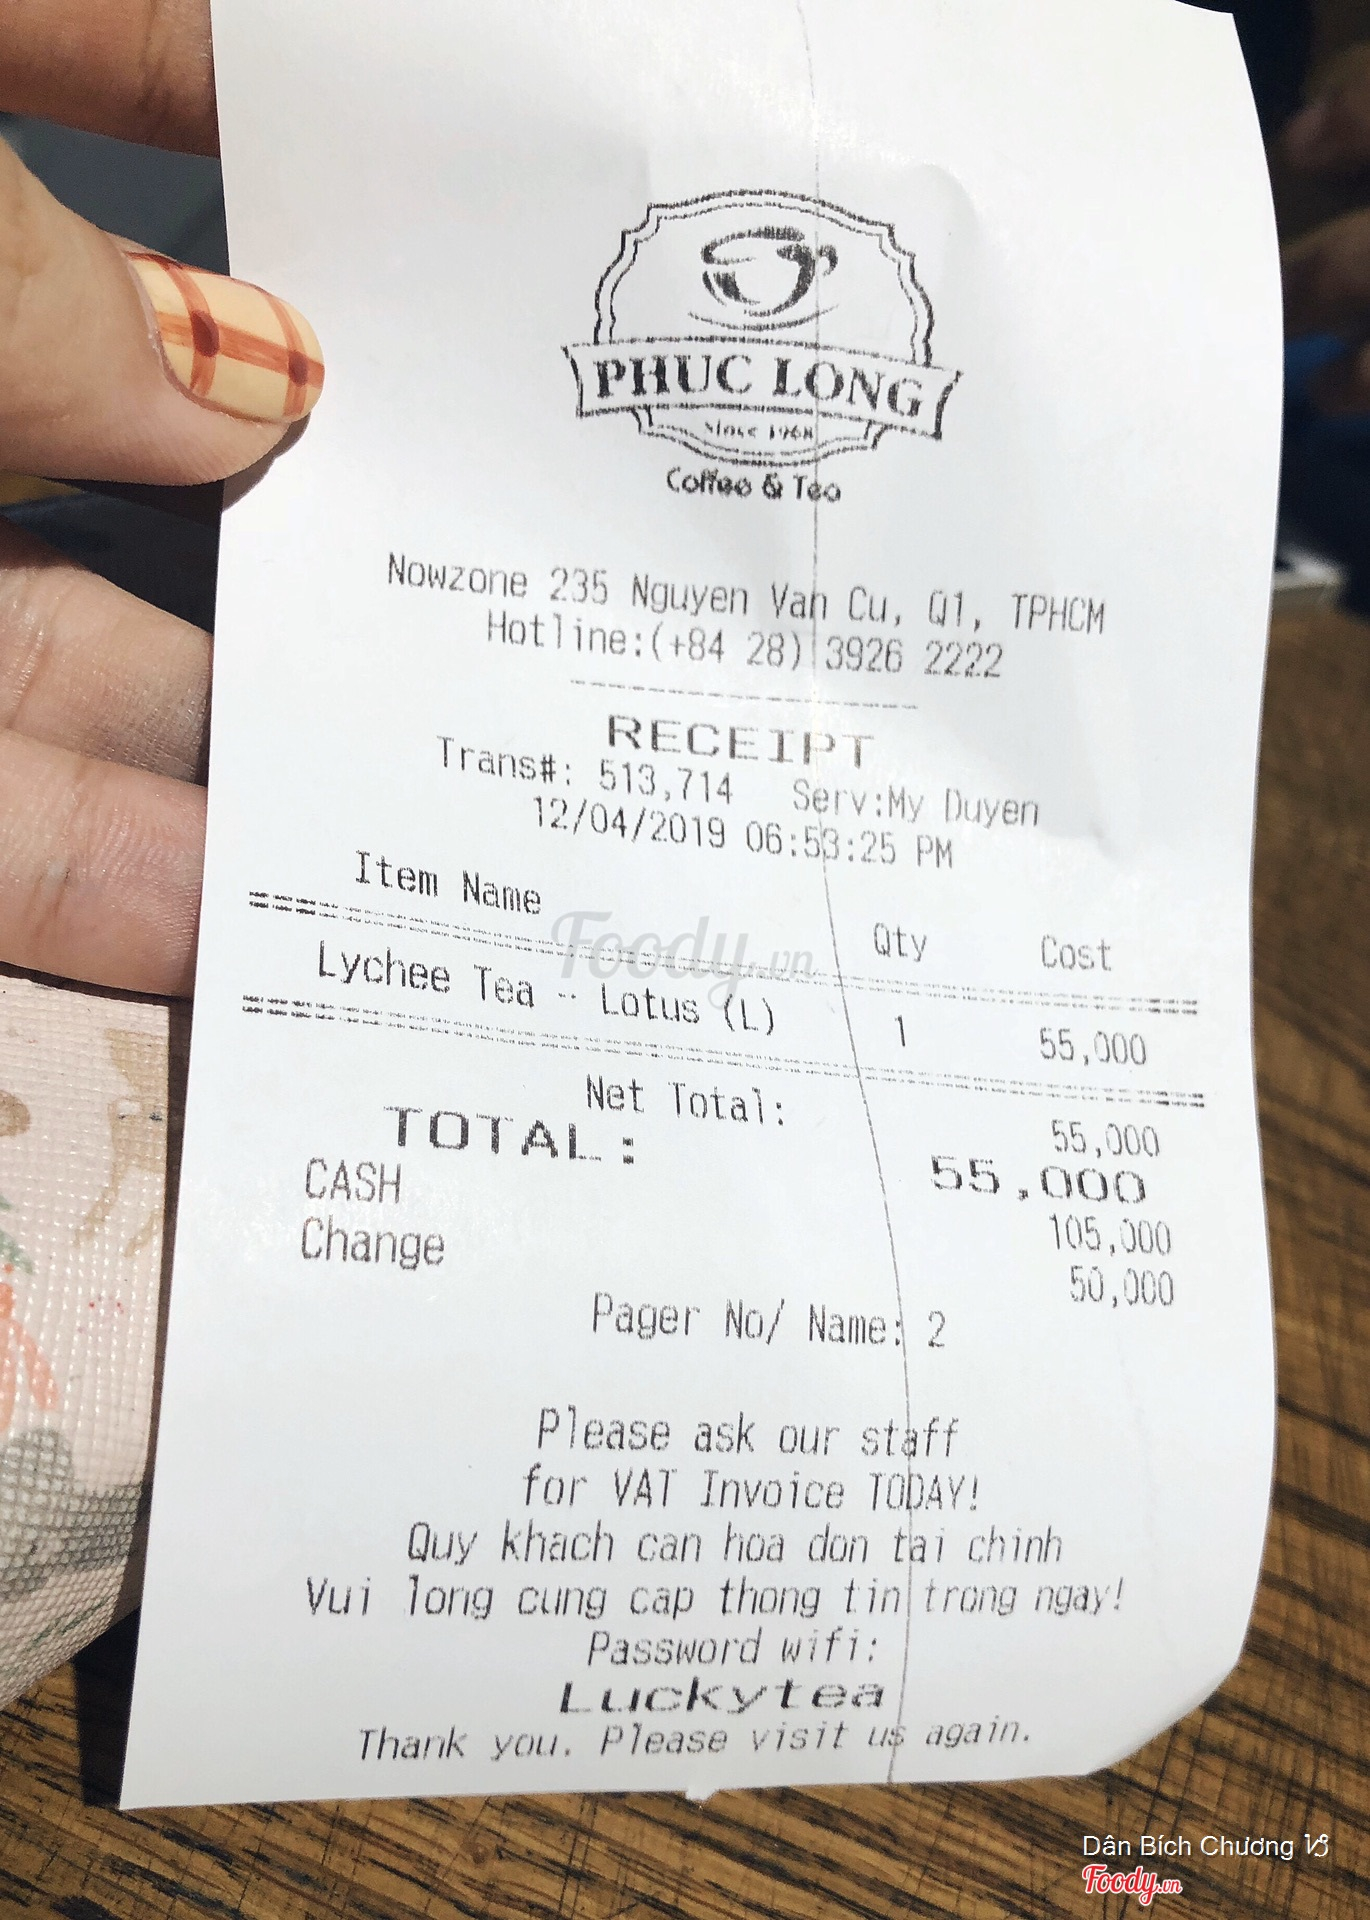 PHUC LONG
Since 1968
Coffee & Tea
Nowzone 235 Nguyen Van Cu, Q1, TPHCM
Hotline:(+84 28) 3926 2222
RECEIPT
Trans#: 513,714 Serv:My Duyen
12/04/2019 06:53:25 PM
Item Name Qty Cost
Foody.vn
Lychee Tea -- Lotus (L) 1 55,000
Net Total: 55,000
TOTAL: 55,000
CASH 105,000
Change 50,000
Pager No/ Name: 2
Please ask our staff
for VAT Invoice TODAY!
Quy khach can hoa don tai chinh
Vui long cung cap thong tin trong ngay!
Password wifi:
Luckytea
Thank you. Please visit us again.
Dân Bích Chương ♑
Foody.vn